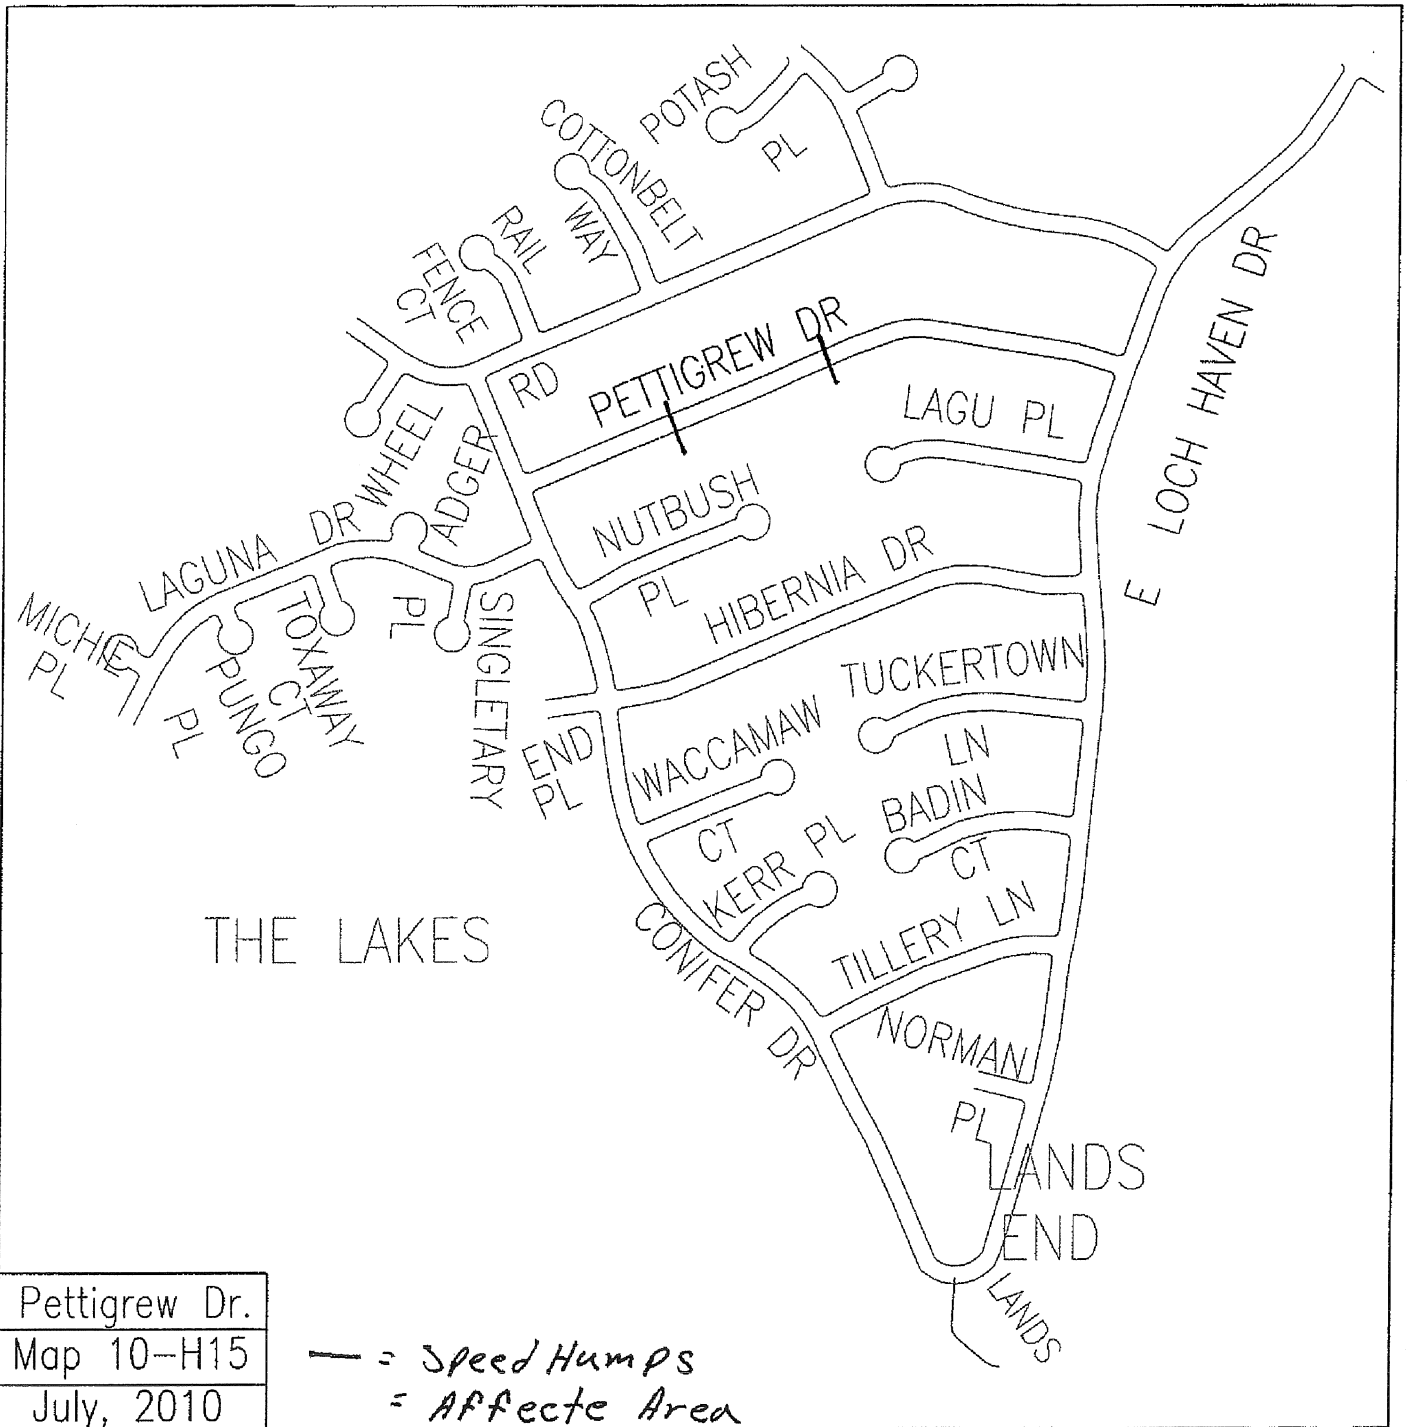 POTASH
PL
COTTONBELT
WAY
RAIL
FENCE
CT
RD
PETTIGREW DR
LAGU PL
E LOCH HAVEN DR
WHEEL
ADGER
PL
LAGUNA DR
NUTBUSH
PL
HIBERNIA DR
MICHIE
PL
PUNGO
PL
TOXAWAY
CT
SINGLETARY
END
PL
TUCKERTOWN
LN
WACCAMAW
CT
BADIN
CT
KERR PL
TILLERY LN
CONIFER DR
NORMAN
PL
THE LAKES
LANDS
END
LANDS
Pettigrew Dr.
Map 10-H15
July, 2010
— = Speed Humps
= Affecte Area